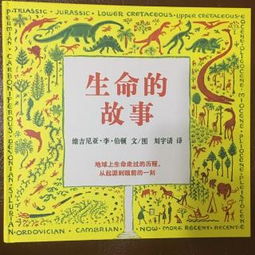 TRIASSIC · JURASSIC · LOWER CRETACEOUS · UPPER CRETACEOUS ·
PERMIAN · CARBONIFEROUS ·
生命的
故事
维吉尼亚·李·伯顿 文/图 刘宇清 译
地球上生命走过的历程，
从起源到眼前的一刻
ORDOVICIAN · CAMBRIAN · NOW · MORE RECENT · RECENT ·